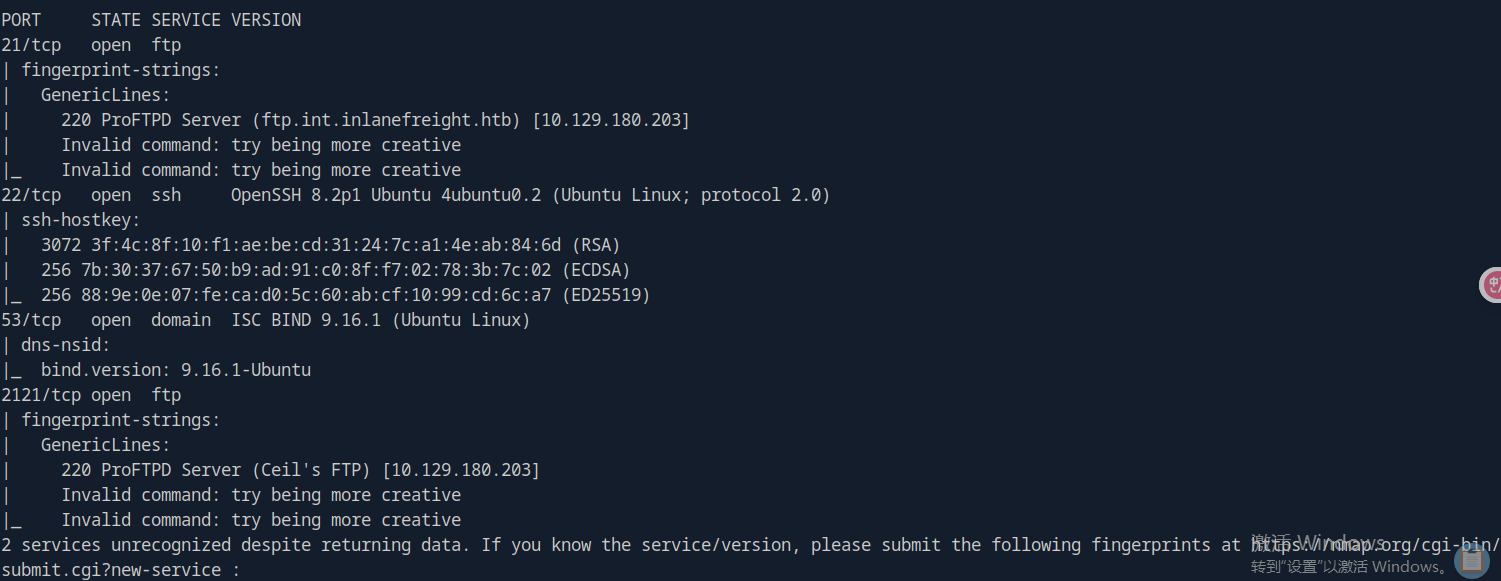 PORT     STATE SERVICE VERSION
21/tcp   open  ftp
| fingerprint-strings:
|   GenericLines:
|     220 ProFTPD Server (ftp.int.inlanefreight.htb) [10.129.180.203]
|     Invalid command: try being more creative
|_    Invalid command: try being more creative
22/tcp   open  ssh     OpenSSH 8.2p1 Ubuntu 4ubuntu0.2 (Ubuntu Linux; protocol 2.0)
| ssh-hostkey:
|   3072 3f:4c:8f:10:f1:ae:be:cd:31:24:7c:a1:4e:ab:84:6d (RSA)
|   256 7b:30:37:67:50:b9:ad:91:c0:8f:f7:02:78:3b:7c:02 (ECDSA)
|_  256 88:9e:0e:07:fe:ca:d0:5c:60:ab:cf:10:99:cd:6c:a7 (ED25519)
53/tcp   open  domain  ISC BIND 9.16.1 (Ubuntu Linux)
| dns-nsid:
|_  bind.version: 9.16.1-Ubuntu
2121/tcp open  ftp
| fingerprint-strings:
|   GenericLines:
|     220 ProFTPD Server (Ceil's FTP) [10.129.180.203]
|     Invalid command: try being more creative
|_    Invalid command: try being more creative
2 services unrecognized despite returning data. If you know the service/version, please submit the following fingerprints at https://nmap.org/cgi-bin/
submit.cgi?new-service :
激活 Windows
转到"设置"以激活 Windows。
中